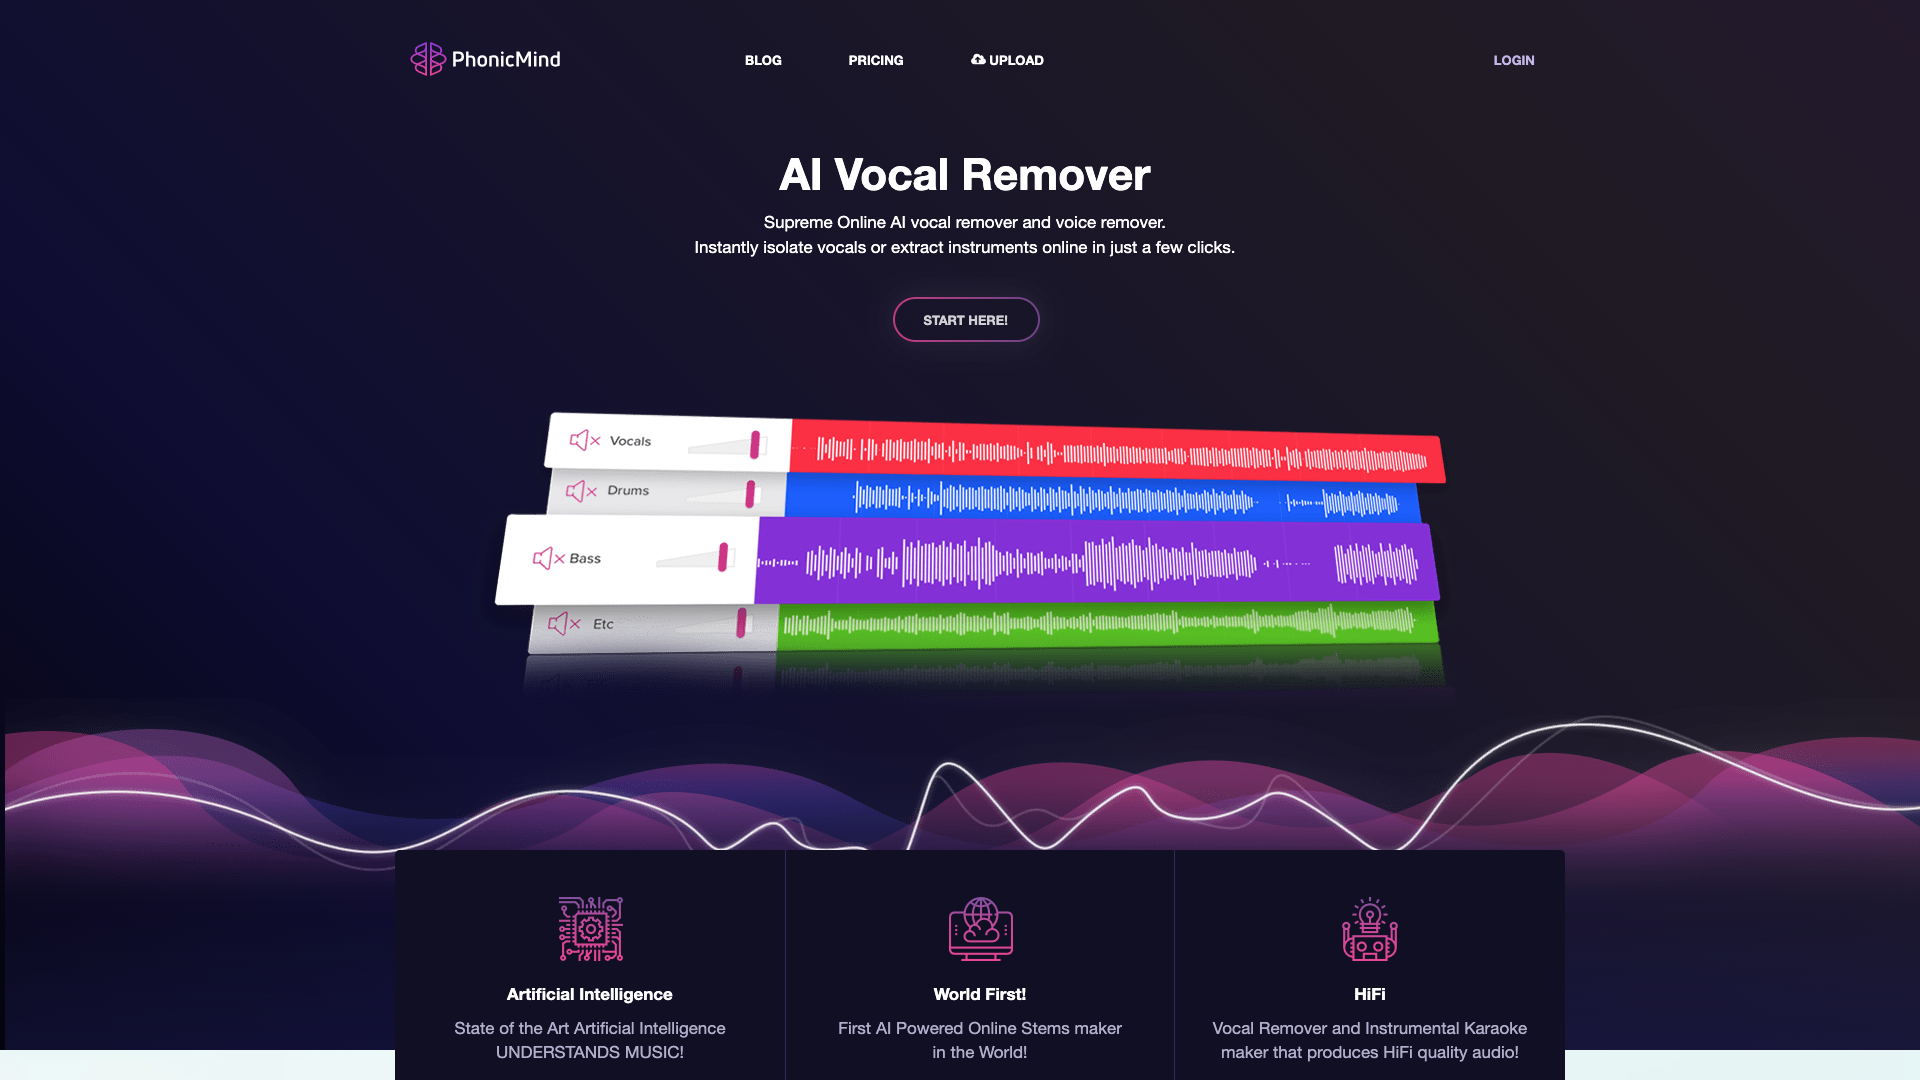 PhonicMind
BLOG
PRICING
UPLOAD
LOGIN
AI Vocal Remover
Supreme Online AI vocal remover and voice remover.
Instantly isolate vocals or extract instruments online in just a few clicks.
START HERE!
Vocals
Drums
Bass
Etc
Artificial Intelligence
State of the Art Artificial Intelligence
UNDERSTANDS MUSIC!
World First!
First AI Powered Online Stems maker
in the World!
HiFi
Vocal Remover and Instrumental Karaoke
maker that produces HiFi quality audio!